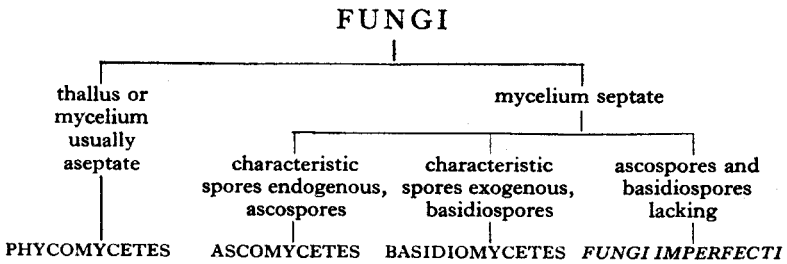 FUNGI
thallus or
mycelium
usually
aseptate
mycelium septate
characteristic
spores endogenous,
ascospores
characteristic
spores exogenous,
basidiospores
ascospores and
basidiospores
lacking
PHYCOMYCETES
ASCOMYCETES
BASIDIOMYCETES
FUNGI IMPERFECTI